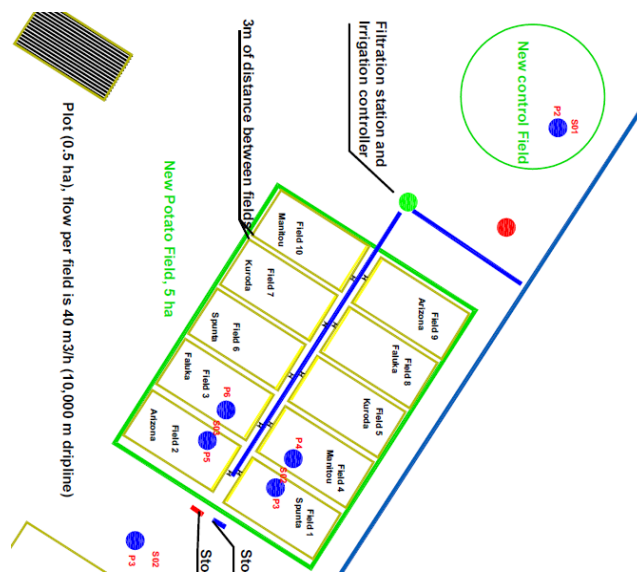 3m of distance between fields
Filtration station and
Irrigation controller
New control Field
S01
P2
Plot (0.5 ha), flow per field is 40 m3/h (10,000 m dripline)
New Potato Field, 5 ha
Field 10
Manitou
Field 7
Kuroda
Field 6
Spunta
Field 3
Faluka
Field 2
Arizona
Field 9
Arizona
Field 8
Faluka
Field 5
Kuroda
Field 4
Manitou
Field 1
Spunta
P6
S03
P5
P4
S02
P3
S02
P3
Sto
Sto